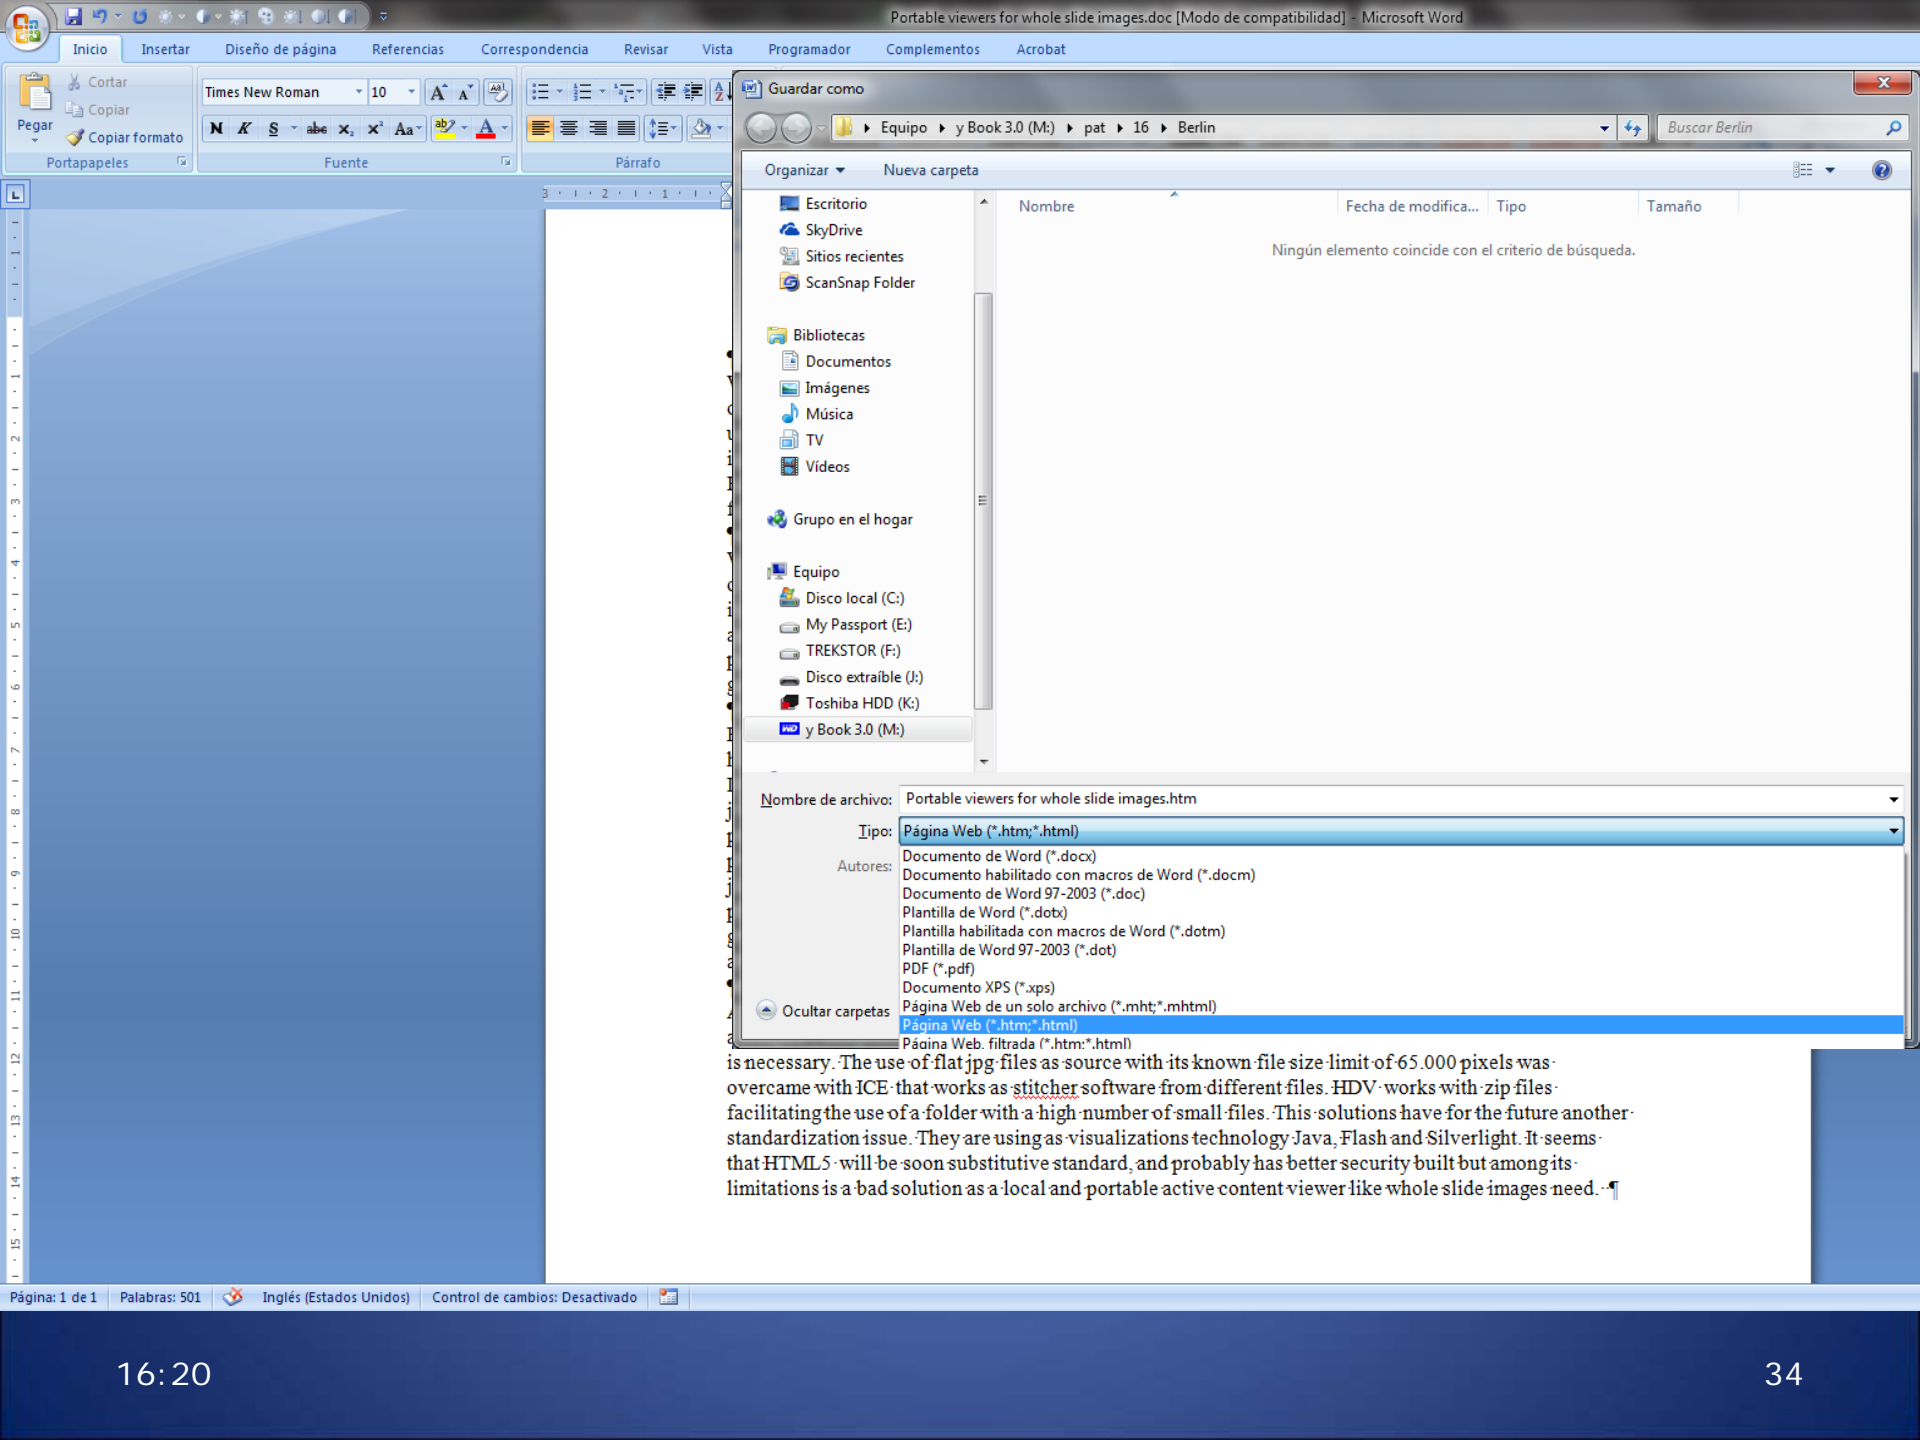 Portable viewers for whole slide images.doc [Modo de compatibilidad] - Microsoft Word
Inicio Insertar Diseño de página Referencias Correspondencia Revisar Vista Programador Complementos Acrobat
Pegar
Cortar
Copiar
Copiar formato
Portapapeles
Times New Roman 10
N K S abc x₂ x² Aa
Fuente
Párrafo
3 2 1
Guardar como
Equipo y Book 3.0 (M:) pat 16 Berlin
Buscar Berlin
Organizar Nueva carpeta
Nombre Fecha de modifica... Tipo Tamaño
Ningún elemento coincide con el criterio de búsqueda.
Escritorio
SkyDrive
Sitios recientes
ScanSnap Folder
Bibliotecas
Documentos
Imágenes
Música
TV
Vídeos
Grupo en el hogar
Equipo
Disco local (C:)
My Passport (E:)
TREKSTOR (F:)
Disco extraíble (J:)
Toshiba HDD (K:)
y Book 3.0 (M:)
Nombre de archivo: Portable viewers for whole slide images.htm
Tipo: Página Web (*.htm;*.html)
Autores:
Documento de Word (*.docx)
Documento habilitado con macros de Word (*.docm)
Documento de Word 97-2003 (*.doc)
Plantilla de Word (*.dotx)
Plantilla habilitada con macros de Word (*.dotm)
Plantilla de Word 97-2003 (*.dot)
PDF (*.pdf)
Documento XPS (*.xps)
Página Web de un solo archivo (*.mht;*.mhtml)
Página Web (*.htm;*.html)
Página Web, filtrada (*.htm;*.html)
Ocultar carpetas
is necessary. The use of flat jpg files as source with its known file size limit of 65.000 pixels was
overcame with ICE that works as stitcher software from different files. HDV works with zip files
facilitating the use of a folder with a high number of small files. This solutions have for the future another
standardization issue. They are using as visualizations technology Java, Flash and Silverlight. It seems
that HTML5 will be soon substitutive standard, and probably has better security built but among its
limitations is a bad solution as a local and portable active content viewer like whole slide images need. ¶
Página: 1 de 1 Palabras: 501 Inglés (Estados Unidos) Control de cambios: Desactivado
16:20
34